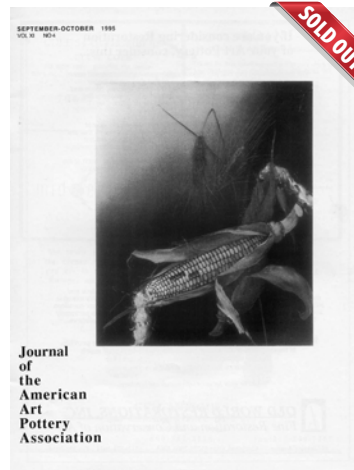 SEPTEMBER-OCTOBER 1995
VOL XI NO 4
SOLD OUT
Journal
of
the
American
Art
Pottery
Association